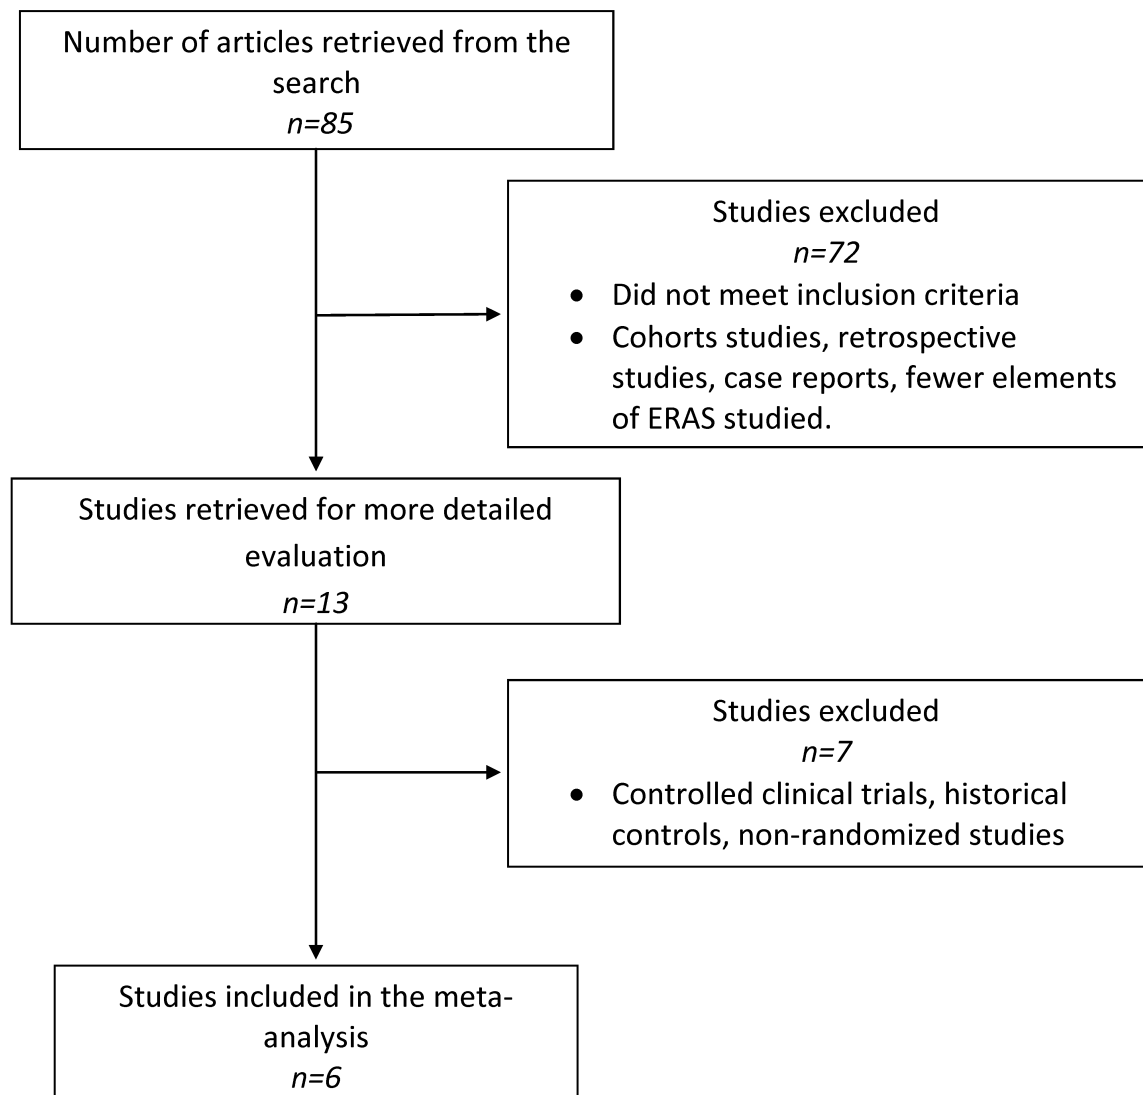 Number of articles retrieved from the
search
n=85
Studies excluded
n=72
• Did not meet inclusion criteria
• Cohorts studies, retrospective
studies, case reports, fewer elements
of ERAS studied.
Studies retrieved for more detailed
evaluation
n=13
Studies excluded
n=7
• Controlled clinical trials, historical
controls, non-randomized studies
Studies included in the meta-
analysis
n=6